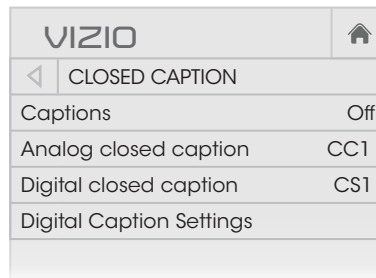 VIZIO
CLOSED CAPTION
Captions Off
Analog closed caption CC1
Digital closed caption CS1
Digital Caption Settings